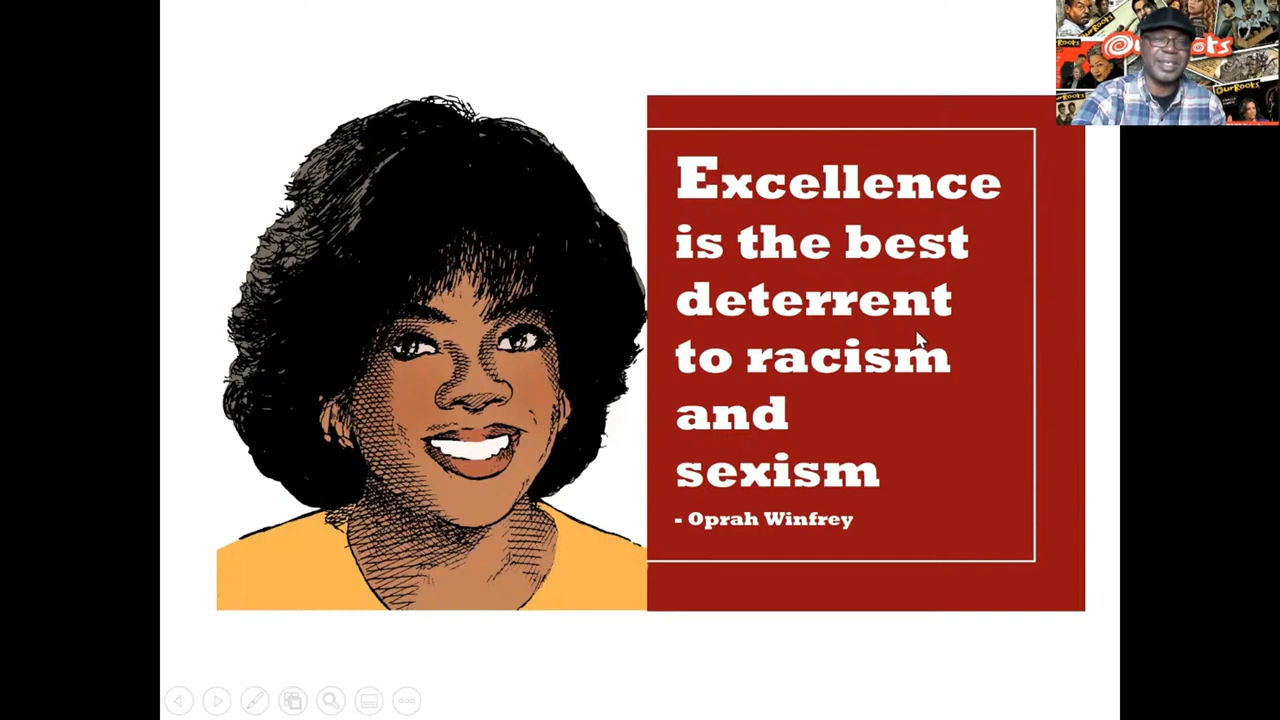 Excellence
is the best
deterrent
to racism
and
sexism
- Oprah Winfrey